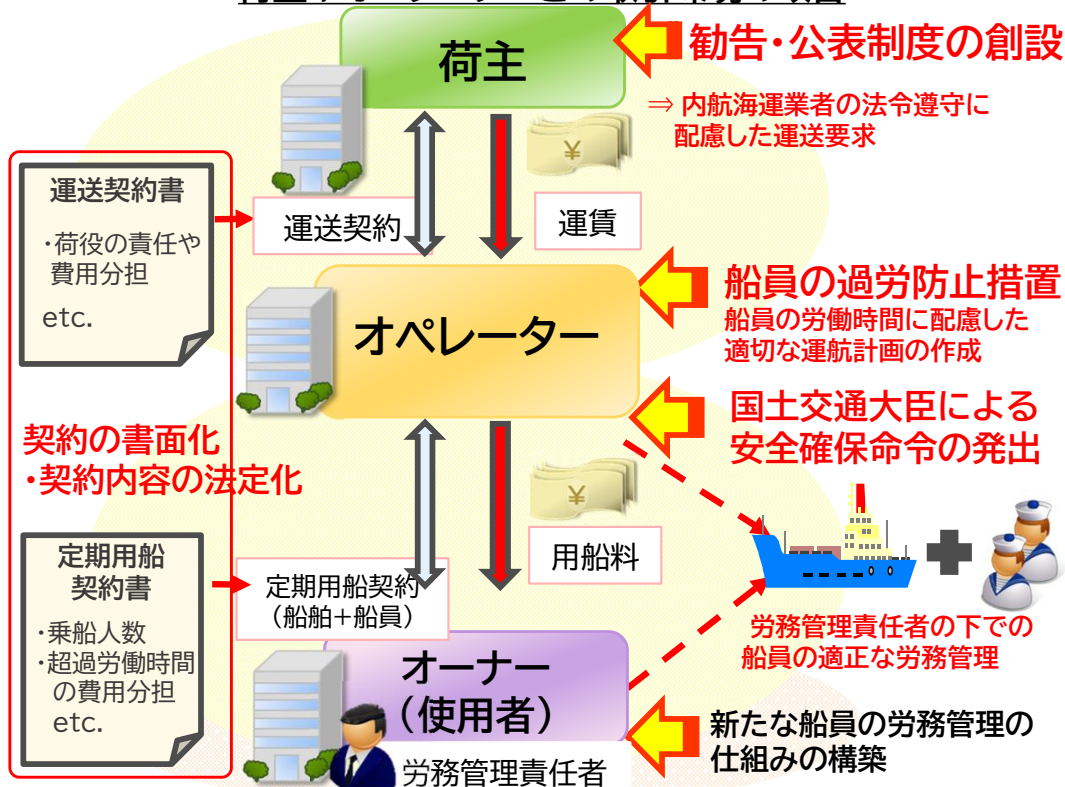 荷主
勧告・公表制度の創設
⇒ 内航海運業者の法令遵守に
配慮した運送要求
¥
運送契約書
・荷役の責任や
費用分担
etc.
運送契約
運賃
オペレーター
船員の過労防止措置
船員の労働時間に配慮した
適切な運航計画の作成
国土交通大臣による
安全確保命令の発出
契約の書面化
・契約内容の法定化
¥
定期用船
契約書
・乗船人数
・超過労働時間
の費用分担
etc.
定期用船契約
（船舶＋船員）
用船料
労務管理責任者の下での
船員の適正な労務管理
オーナー
（使用者）
労務管理責任者
新たな船員の労務管理の
仕組みの構築